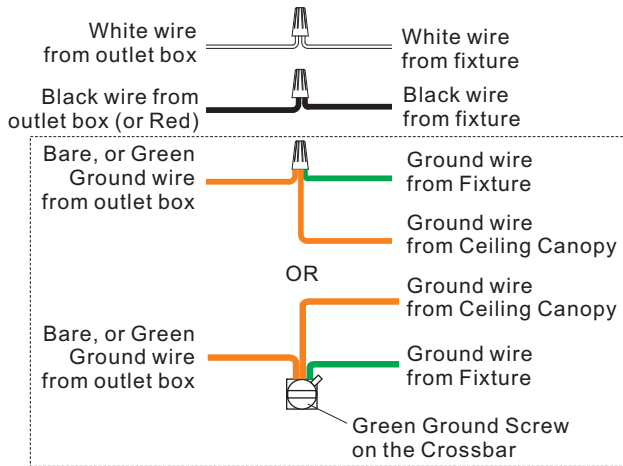 White wire
from outlet box
White wire
from fixture
Black wire from
outlet box (or Red)
Black wire
from fixture
Bare, or Green
Ground wire
from outlet box
Ground wire
from Fixture
Ground wire
from Ceiling Canopy
OR
Ground wire
from Ceiling Canopy
Bare, or Green
Ground wire
from outlet box
Ground wire
from Fixture
Green Ground Screw
on the Crossbar